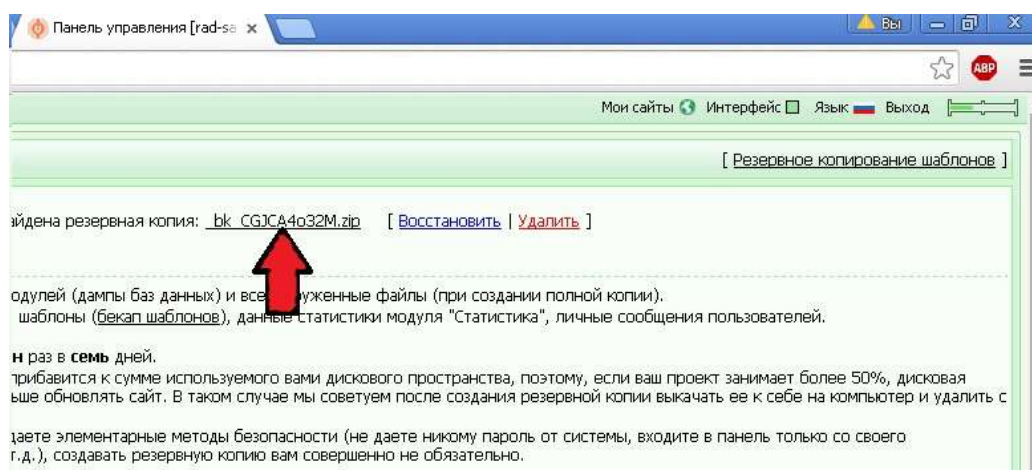 Панель управления [rad-sa
Вы
ABP
Мои сайты Интерфейс Язык Выход
[ Резервное копирование шаблонов ]
айдена резервная копия: _bk_CGJCA4o32M.zip [ Восстановить | Удалить ]
одулей (дампы баз данных) и все руженные файлы (при создании полной копии).
шаблоны (бекап шаблонов), данные статистики модуля "Статистика", личные сообщения пользователей.
н раз в семь дней.
прибавится к сумме используемого вами дискового пространства, поэтому, если ваш проект занимает более 50%, дисковая
ьше обновлять сайт. В таком случае мы советуем после создания резервной копии выкачать ее к себе на компьютер и удалить с
даете элементарные методы безопасности (не даете никому пароль от системы, входите в панель только со своего
т.д.), создавать резервную копию вам совершенно не обязательно.